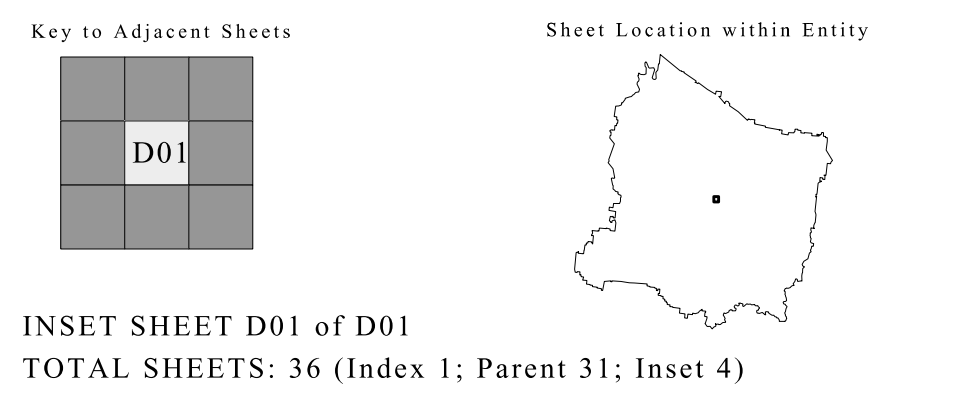 Key to Adjacent Sheets
Sheet Location within Entity
D01
INSET SHEET D01 of D01
TOTAL SHEETS: 36 (Index 1; Parent 31; Inset 4)